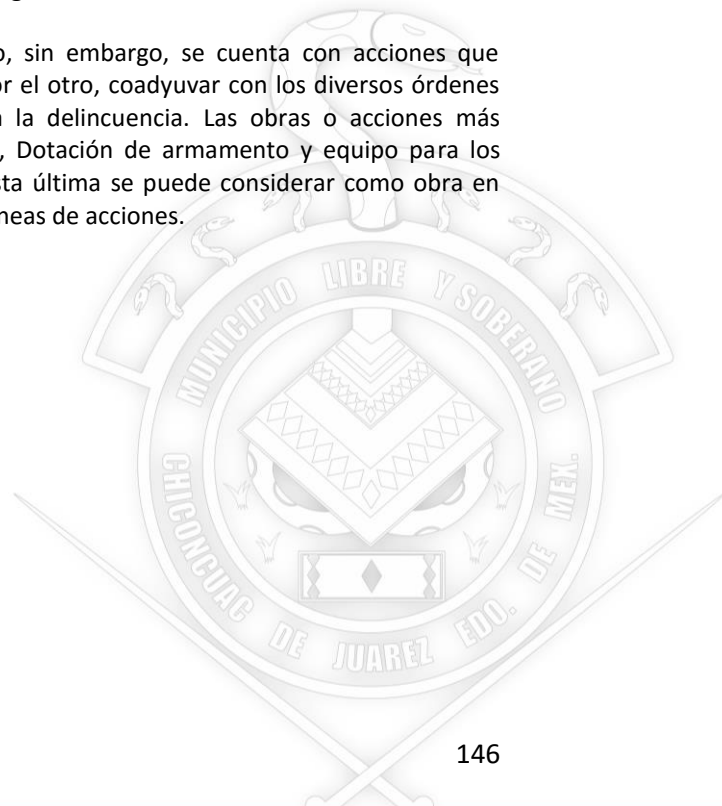 o, sin embargo, se cuenta con acciones que
or el otro, coadyuvar con los diversos órdenes
la delincuencia. Las obras o acciones más
, Dotación de armamento y equipo para los
sta última se puede considerar como obra en
neas de acciones.
MUNICIPIO LIBRE Y SOBERANO
CHICONCUAC DE JUAREZ EDO. DE MEX.
146